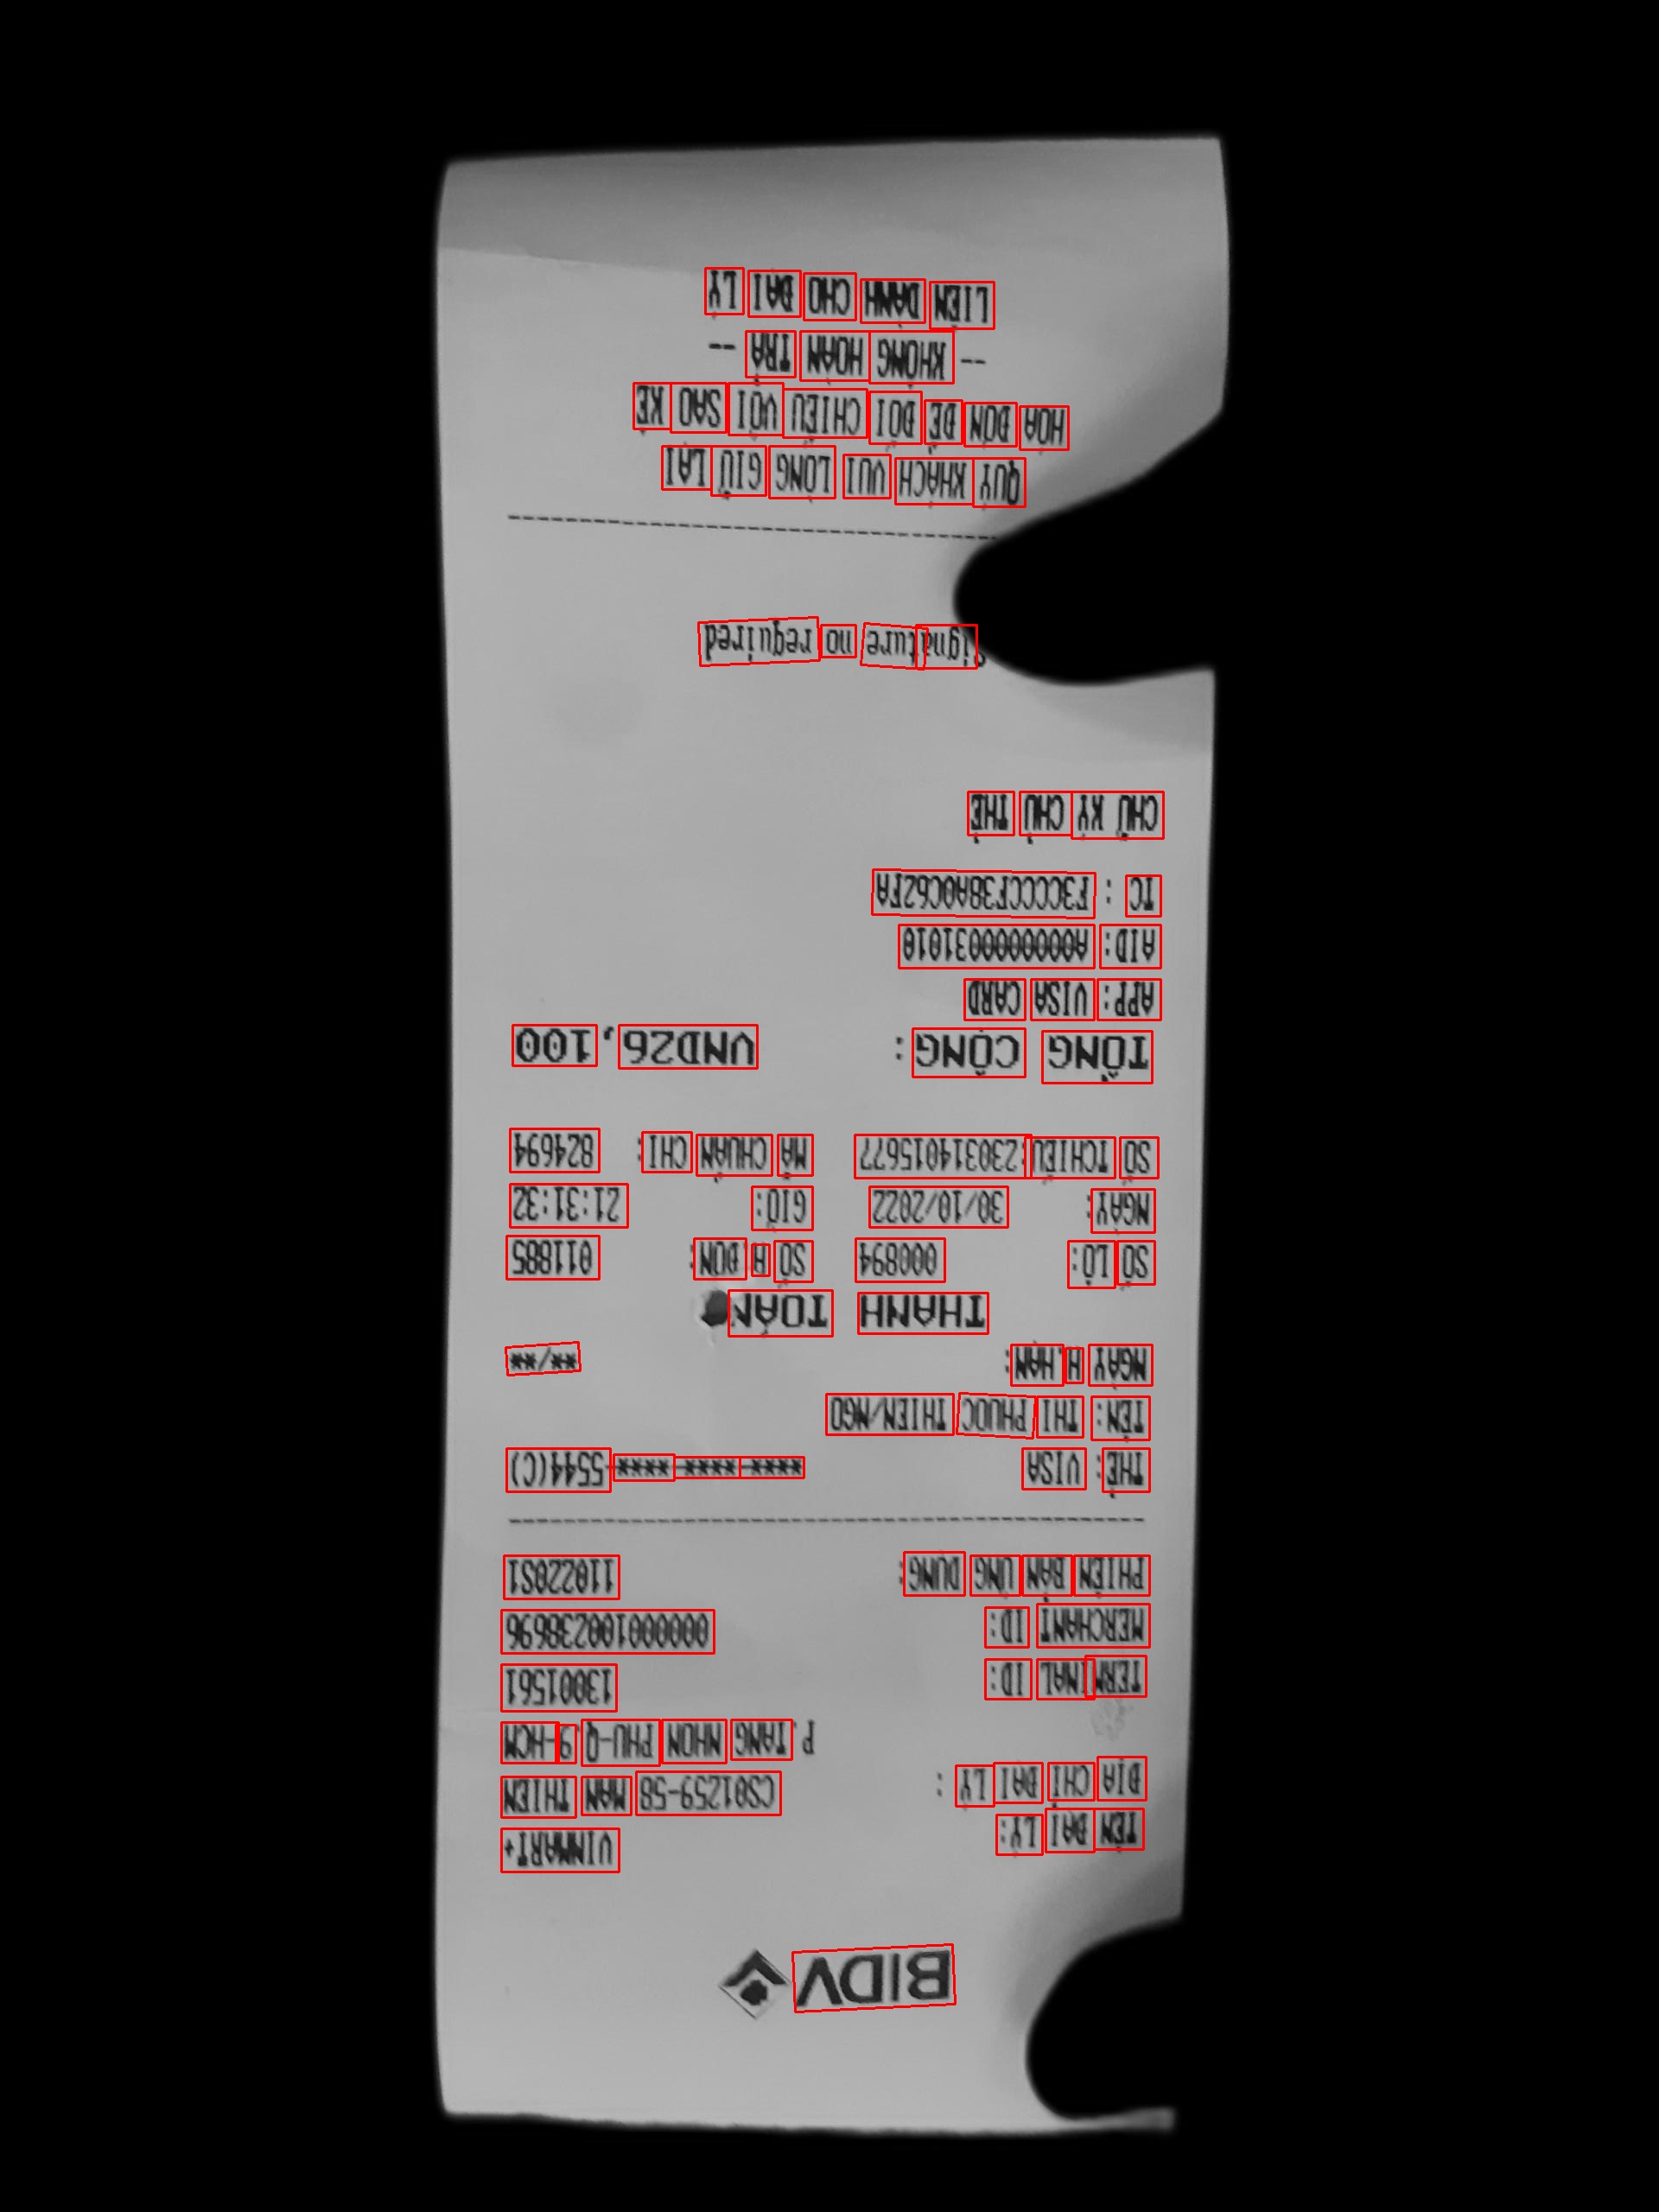 BIDV
TÊN ĐẠI LÝ: VINMART+
ĐỊA CHỈ ĐẠI LÝ : CS01259-58 MAN THIEN
P.TANG NHON PHU-Q.9-HCM
TERMINAL ID: 13001561
MERCHANT ID: 000000100238696
PHIÊN BẢN ỨNG DỤNG: 110220S1
THẺ: VISA ****-****-****-5544(C)
TÊN: THI PHUOC THIEN/NGO
NGÀY H.HẠN: **/**
THANH TOÁN
SỐ LÔ: 000894 SỐ H.ĐƠN: 011885
NGÀY: 30/10/2022 GIỜ: 21:31:32
SỐ TCHIẾU: 230314015677 MÃ CHUẨN CHI: 824694
TỔNG CỘNG: VND26,100
APP: VISA CARD
AID: A0000000031010
TC : F3CCCCF38A0C62FA
CHỮ KÝ CHỦ THẺ
Signature no required
QUÝ KHÁCH VUI LÒNG GIỮ LẠI
HÓA ĐƠN ĐỂ ĐỐI CHIẾU VỚI SAO KÊ
-- KHÔNG HOÀN TRẢ --
LIÊN DÀNH CHO ĐẠI LÝ